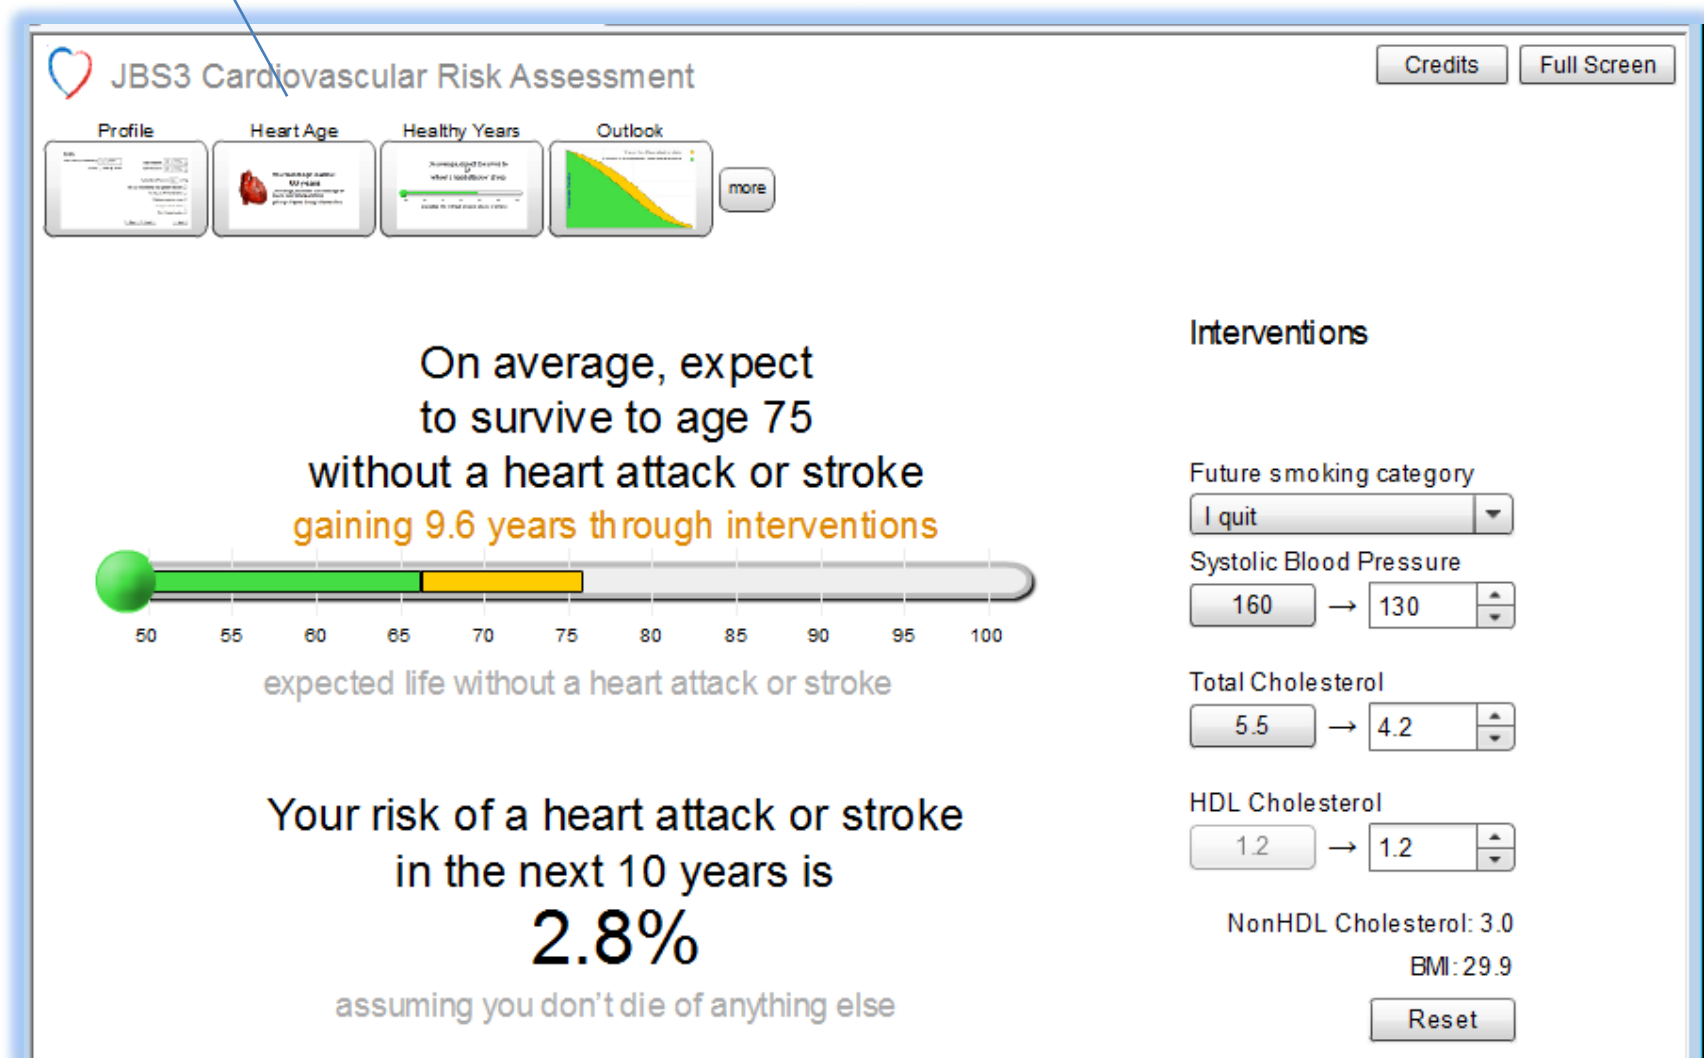 JBS3 Cardiovascular Risk Assessment
Credits
Full Screen
Profile
Heart Age
Healthy Years
Outlook
more
On average, expect
to survive to age 75
without a heart attack or stroke
gaining 9.6 years through interventions
50 55 60 65 70 75 80 85 90 95 100
expected life without a heart attack or stroke
Your risk of a heart attack or stroke
in the next 10 years is
2.8%
assuming you don't die of anything else
Interventions
Future smoking category
I quit
Systolic Blood Pressure
160 → 130
Total Cholesterol
5.5 → 4.2
HDL Cholesterol
1.2 → 1.2
NonHDL Cholesterol: 3.0
BMI: 29.9
Reset